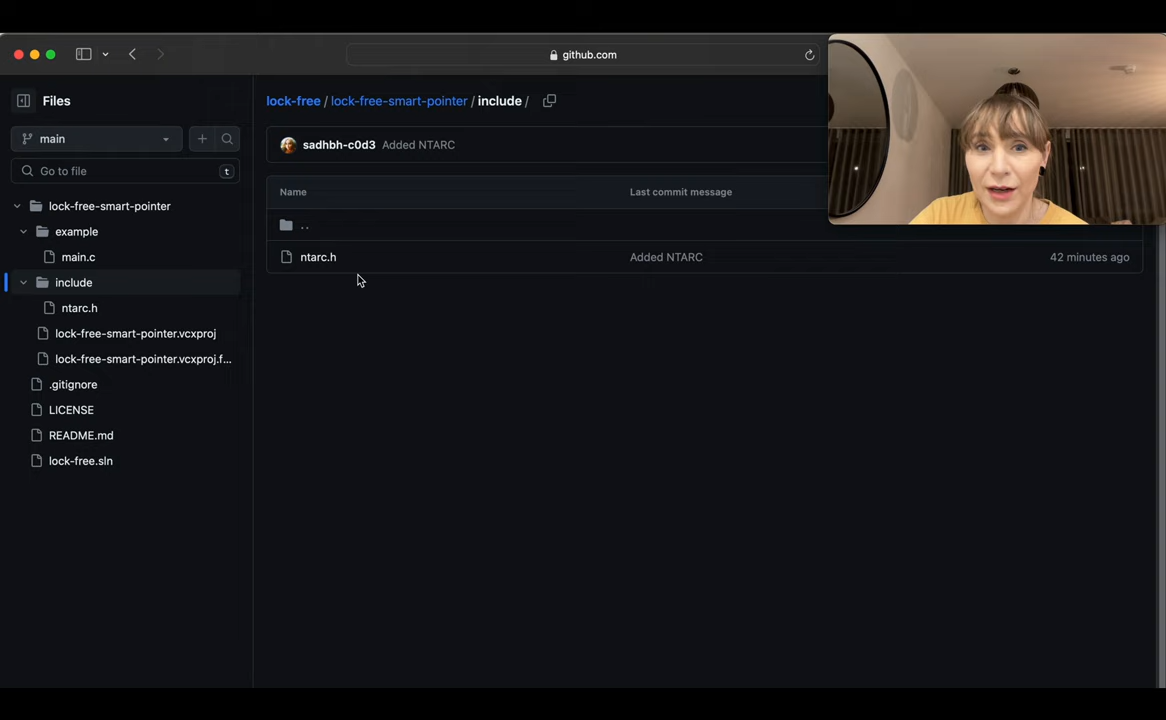 github.com
Files
lock-free / lock-free-smart-pointer / include /
main
sadhbh-c0d3 Added NTARC
Go to file t
Name Last commit message
lock-free-smart-pointer
..
example
main.c
ntarc.h Added NTARC 42 minutes ago
include
ntarc.h
lock-free-smart-pointer.vcxproj
lock-free-smart-pointer.vcxproj.f...
.gitignore
LICENSE
README.md
lock-free.sln